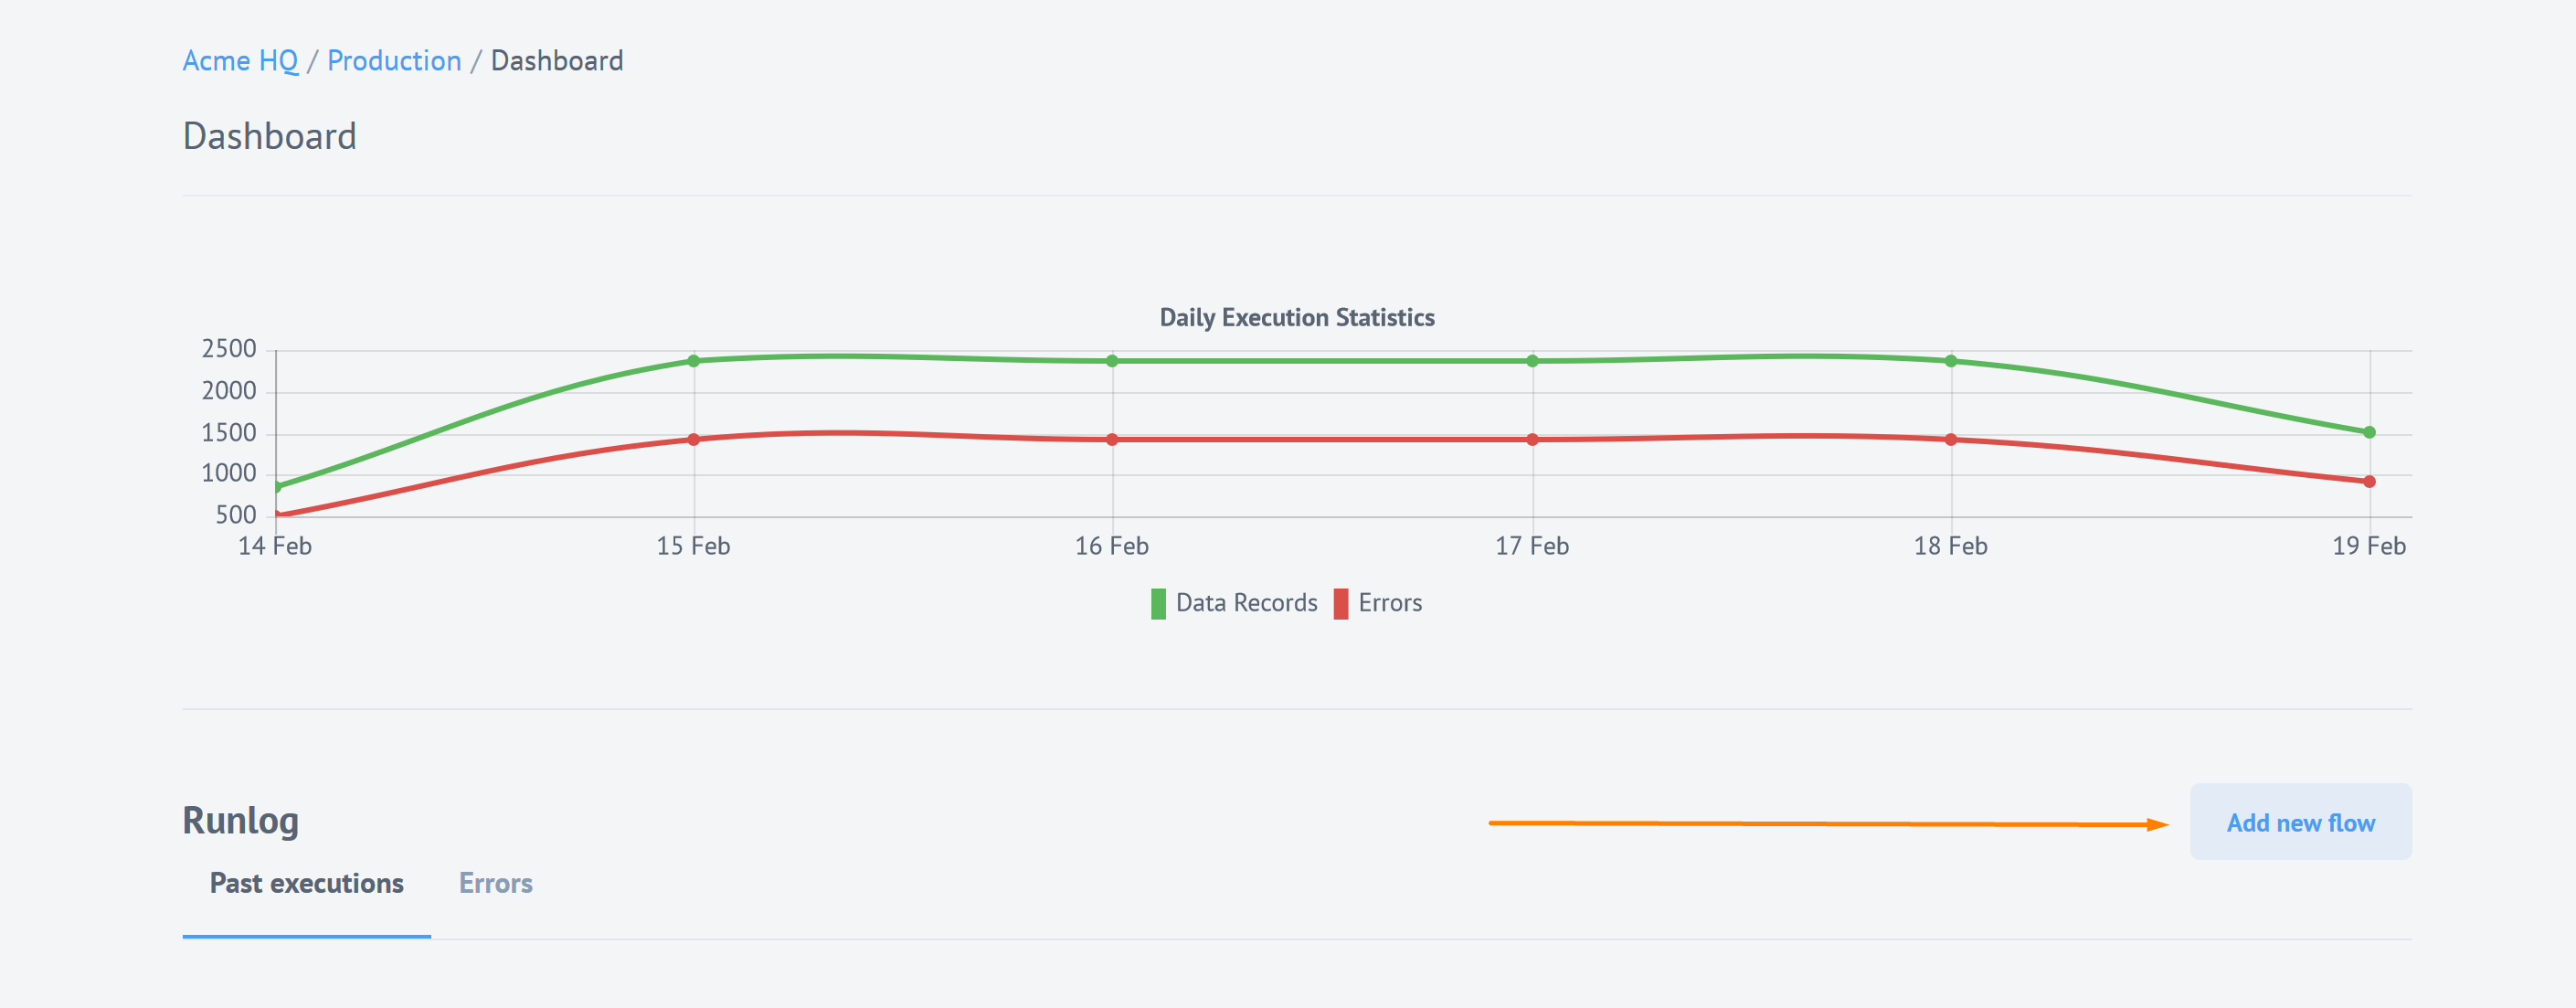 Acme HQ / Production / Dashboard
Dashboard
Daily Execution Statistics
2500
2000
1500
1000
500
14 Feb 15 Feb 16 Feb 17 Feb 18 Feb 19 Feb
Data Records Errors
Runlog
Add new flow
Past executions Errors